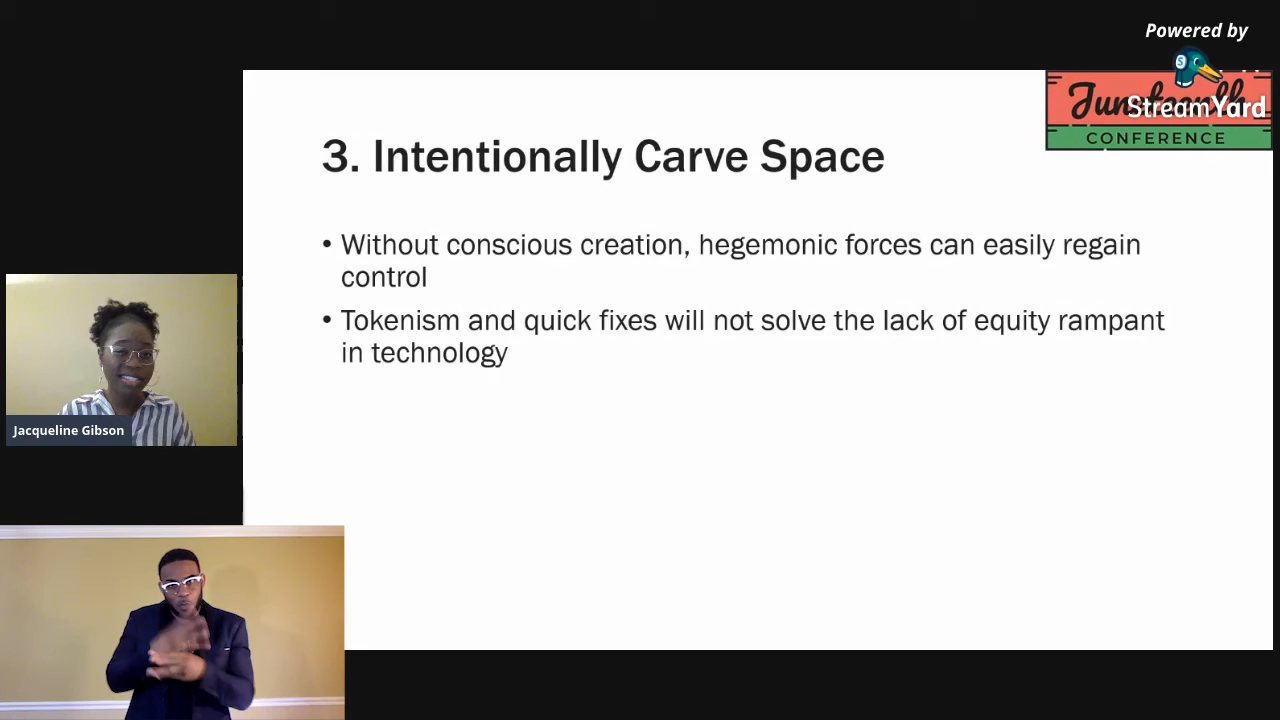 Powered by
StreamYard
CONFERENCE
3. Intentionally Carve Space
• Without conscious creation, hegemonic forces can easily regain
control
• Tokenism and quick fixes will not solve the lack of equity rampant
in technology
Jacqueline Gibson